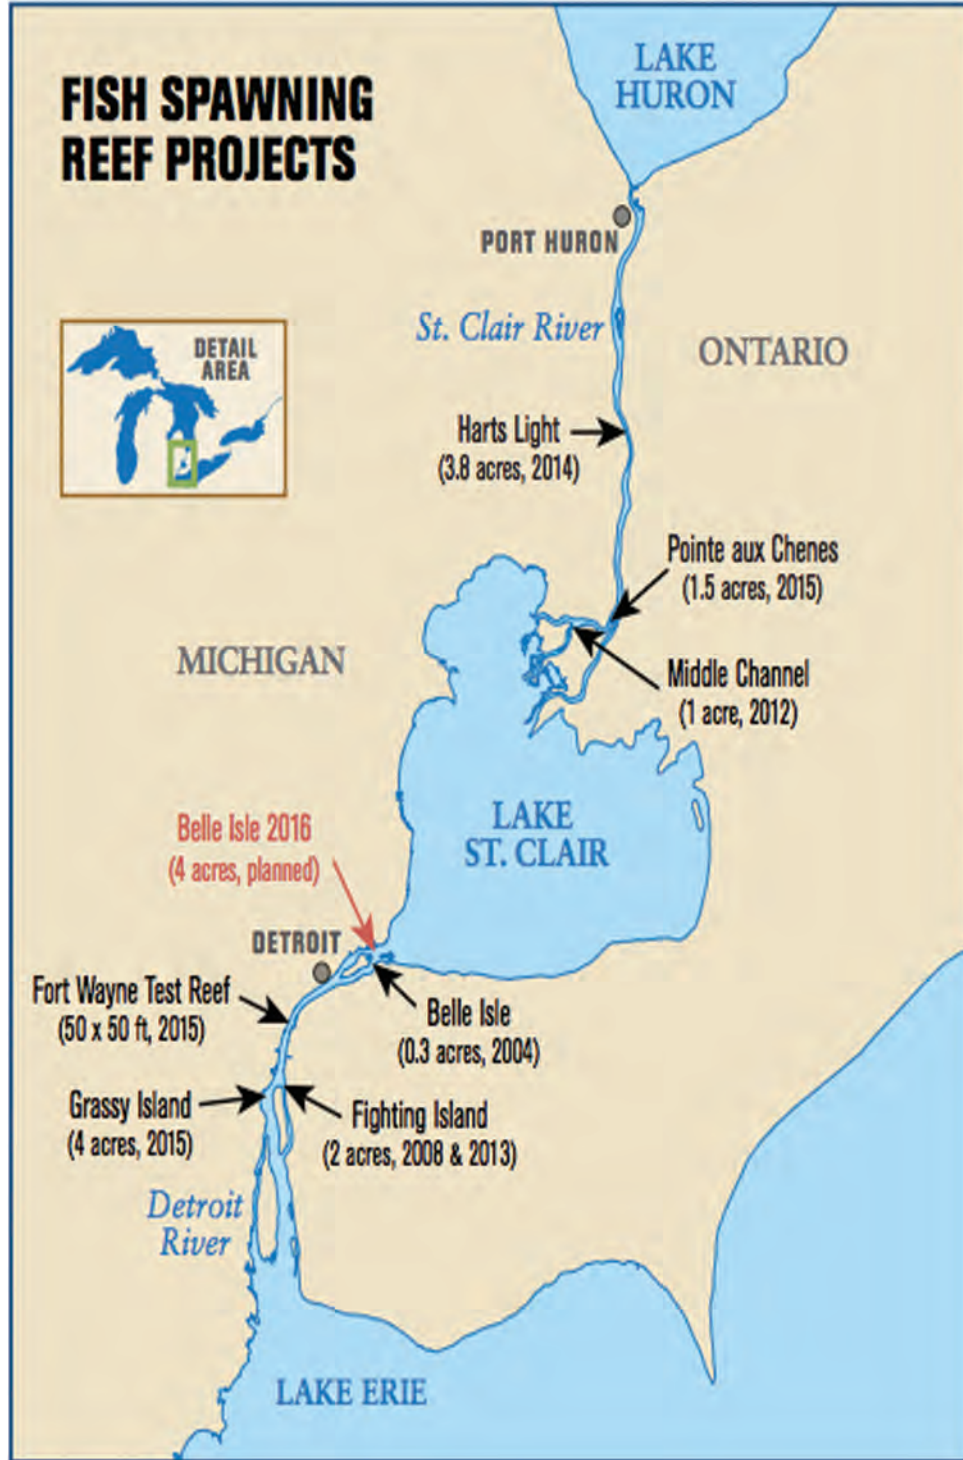 FISH SPAWNING
REEF PROJECTS
LAKE
HURON
PORT HURON
St. Clair River
ONTARIO
DETAIL
AREA
Harts Light
(3.8 acres, 2014)
Pointe aux Chenes
(1.5 acres, 2015)
MICHIGAN
Middle Channel
(1 acre, 2012)
LAKE
ST. CLAIR
Belle Isle 2016
(4 acres, planned)
DETROIT
Fort Wayne Test Reef
(50 x 50 ft, 2015)
Belle Isle
(0.3 acres, 2004)
Grassy Island
(4 acres, 2015)
Fighting Island
(2 acres, 2008 & 2013)
Detroit
River
LAKE ERIE